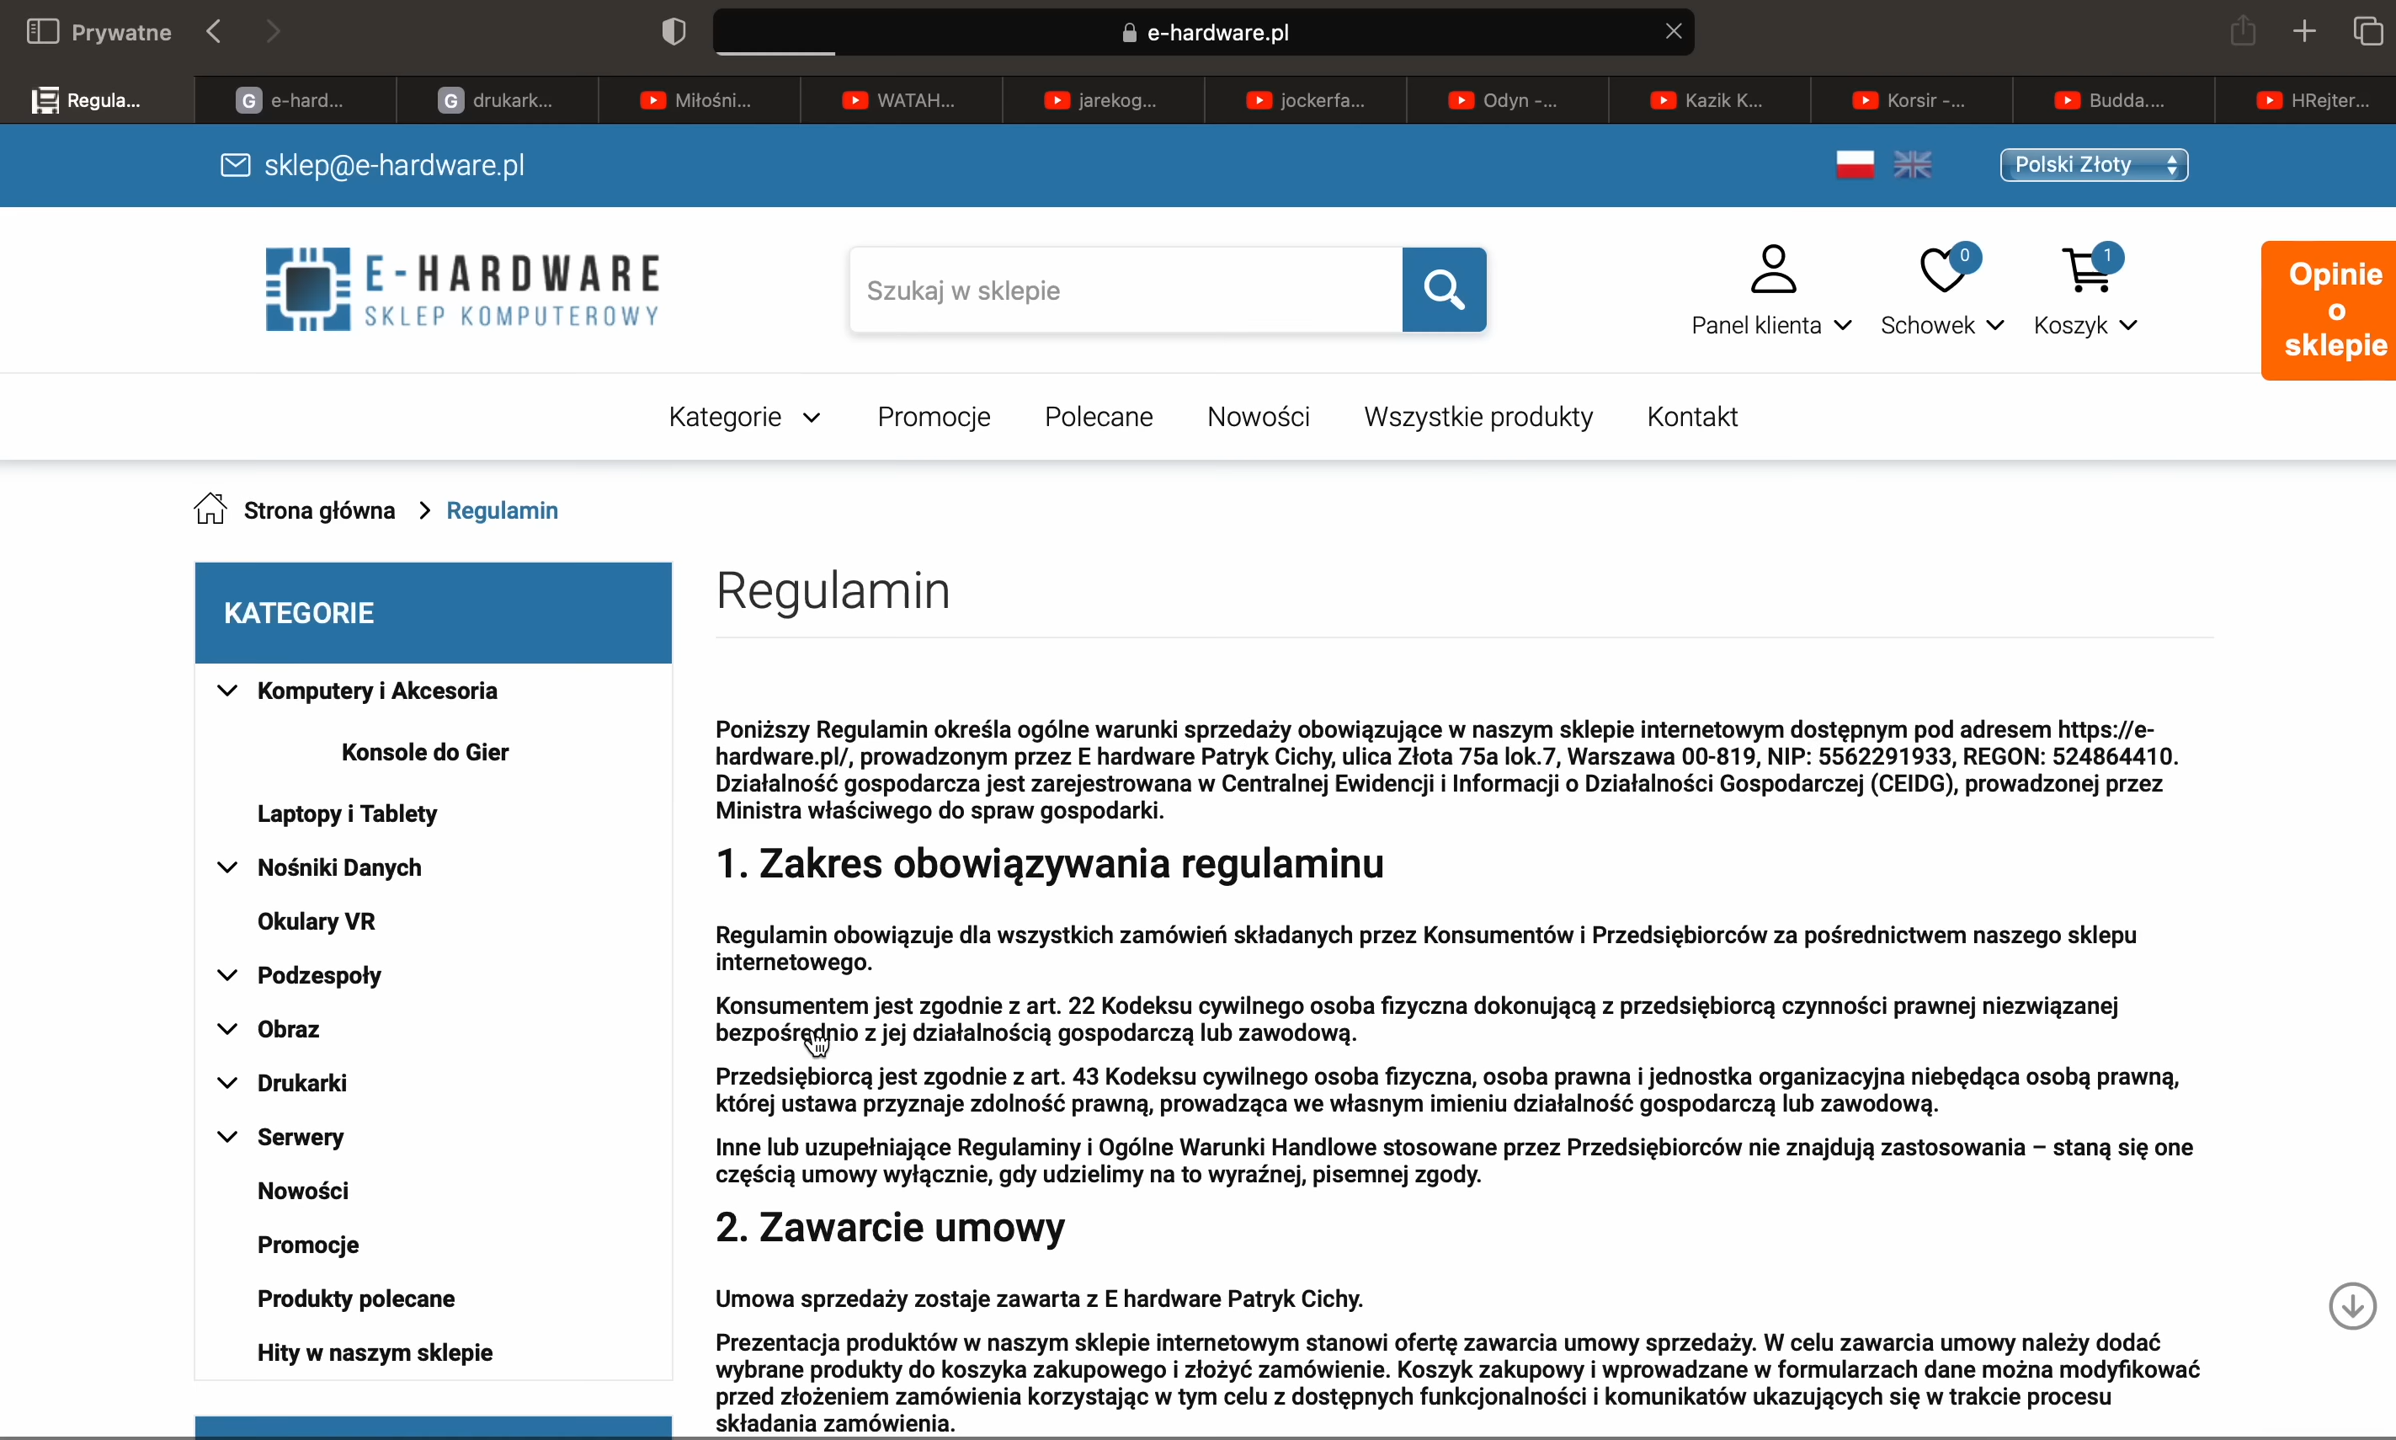 Prywatne
e-hardware.pl
Regula...
e-hard...
drukark...
Miłośni...
WATAH...
jarekog...
jockerfa...
Odyn -...
Kazik K...
Korsir -...
Budda....
HRejter...
sklep@e-hardware.pl
Polski Złoty
E-HARDWARE
SKLEP KOMPUTEROWY
Szukaj w sklepie
0
1
Panel klienta
Schowek
Koszyk
Opinie
o
sklepie
Kategorie
Promocje
Polecane
Nowości
Wszystkie produkty
Kontakt
Strona główna > Regulamin
KATEGORIE
Komputery i Akcesoria
Konsole do Gier
Laptopy i Tablety
Nośniki Danych
Okulary VR
Podzespoły
Obraz
Drukarki
Serwery
Nowości
Promocje
Produkty polecane
Hity w naszym sklepie
Regulamin
Poniższy Regulamin określa ogólne warunki sprzedaży obowiązujące w naszym sklepie internetowym dostępnym pod adresem https://e-
hardware.pl/, prowadzonym przez E hardware Patryk Cichy, ulica Złota 75a lok.7, Warszawa 00-819, NIP: 5562291933, REGON: 524864410.
Działalność gospodarcza jest zarejestrowana w Centralnej Ewidencji i Informacji o Działalności Gospodarczej (CEIDG), prowadzonej przez
Ministra właściwego do spraw gospodarki.
1. Zakres obowiązywania regulaminu
Regulamin obowiązuje dla wszystkich zamówień składanych przez Konsumentów i Przedsiębiorców za pośrednictwem naszego sklepu
internetowego.
Konsumentem jest zgodnie z art. 22 Kodeksu cywilnego osoba fizyczna dokonującą z przedsiębiorcą czynności prawnej niezwiązanej
bezpośrednio z jej działalnością gospodarczą lub zawodową.
Przedsiębiorcą jest zgodnie z art. 43 Kodeksu cywilnego osoba fizyczna, osoba prawna i jednostka organizacyjna niebędąca osobą prawną,
której ustawa przyznaje zdolność prawną, prowadząca we własnym imieniu działalność gospodarczą lub zawodową.
Inne lub uzupełniające Regulaminy i Ogólne Warunki Handlowe stosowane przez Przedsiębiorców nie znajdują zastosowania – staną się one
częścią umowy wyłącznie, gdy udzielimy na to wyraźnej, pisemnej zgody.
2. Zawarcie umowy
Umowa sprzedaży zostaje zawarta z E hardware Patryk Cichy.
Prezentacja produktów w naszym sklepie internetowym stanowi ofertę zawarcia umowy sprzedaży. W celu zawarcia umowy należy dodać
wybrane produkty do koszyka zakupowego i złożyć zamówienie. Koszyk zakupowy i wprowadzane w formularzach dane można modyfikować
przed złożeniem zamówienia korzystając w tym celu z dostępnych funkcjonalności i komunikatów ukazujących się w trakcie procesu
składania zamówienia.